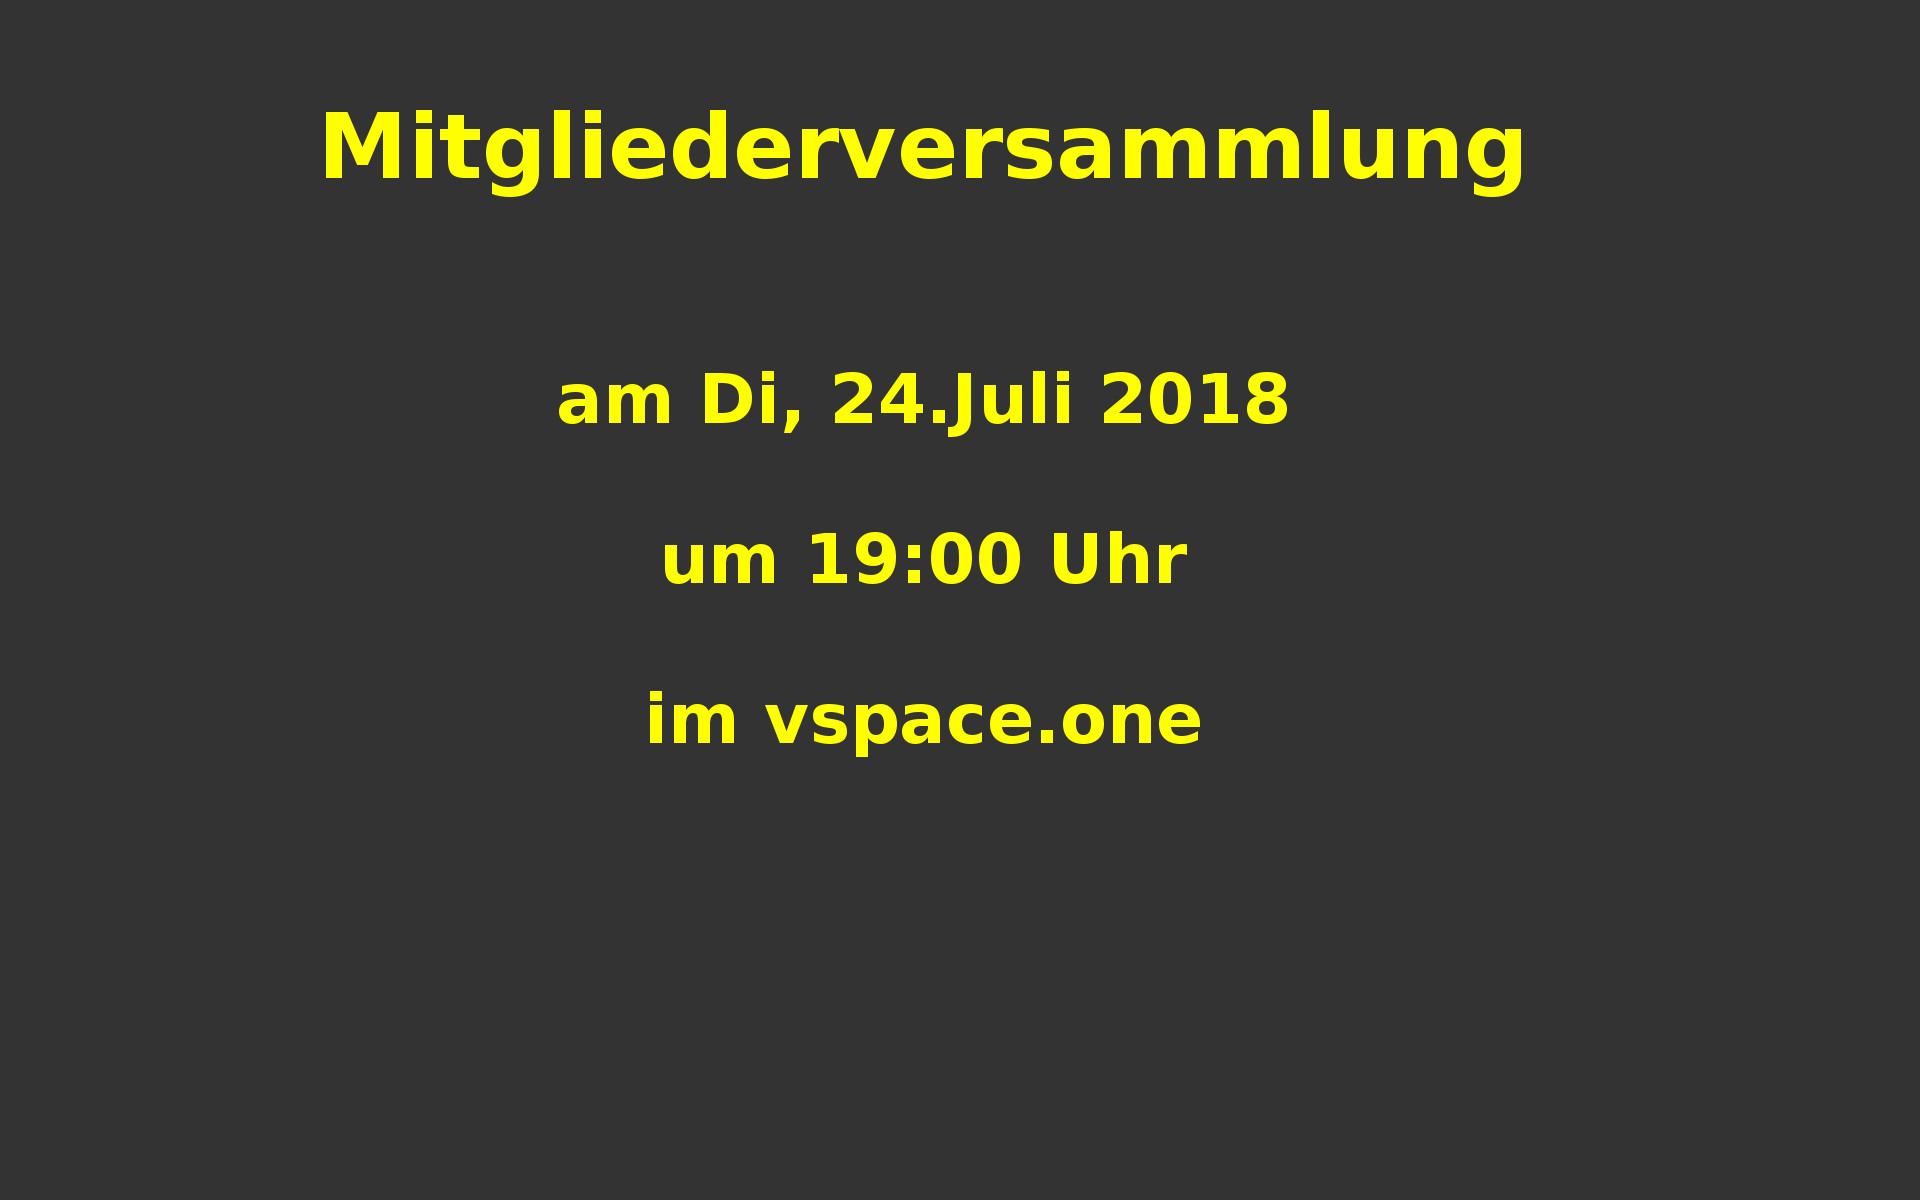 Mitgliederversammlung
am Di, 24.Juli 2018
um 19:00 Uhr
im vspace.one